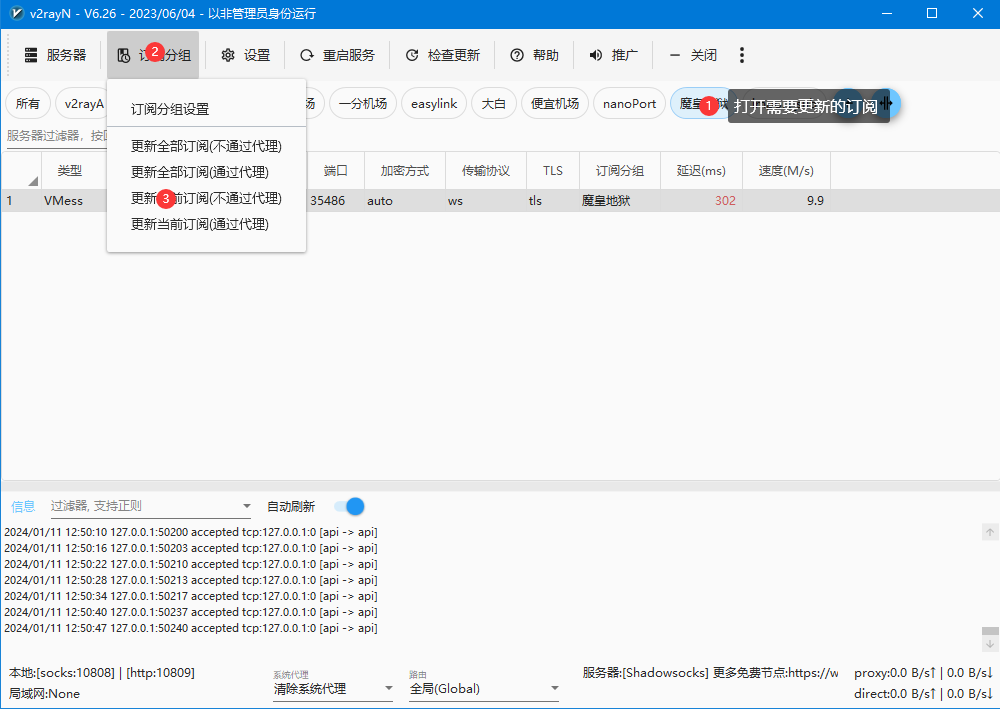 v2rayN - V6.26 - 2023/06/04 - 以非管理员身份运行
服务器 2 分组 设置 重启服务 检查更新 帮助 推广 关闭
所有 v2rayA 场 一分机场 easylink 大白 便宜机场 nanoPort 魔皇 1 打开需要更新的订阅
订阅分组设置
服务器过滤器，按回
更新全部订阅(不通过代理)
更新全部订阅(通过代理)
更新 3 前订阅(不通过代理)
更新当前订阅(通过代理)
类型 端口 加密方式 传输协议 TLS 订阅分组 延迟(ms) 速度(M/s)
1 VMess 35486 auto ws tls 魔皇地狱 302 9.9
信息 过滤器, 支持正则 自动刷新
2024/01/11 12:50:10 127.0.0.1:50200 accepted tcp:127.0.0.1:0 [api -> api]
2024/01/11 12:50:16 127.0.0.1:50203 accepted tcp:127.0.0.1:0 [api -> api]
2024/01/11 12:50:22 127.0.0.1:50210 accepted tcp:127.0.0.1:0 [api -> api]
2024/01/11 12:50:28 127.0.0.1:50213 accepted tcp:127.0.0.1:0 [api -> api]
2024/01/11 12:50:34 127.0.0.1:50217 accepted tcp:127.0.0.1:0 [api -> api]
2024/01/11 12:50:40 127.0.0.1:50237 accepted tcp:127.0.0.1:0 [api -> api]
2024/01/11 12:50:47 127.0.0.1:50240 accepted tcp:127.0.0.1:0 [api -> api]
本地:[socks:10808] | [http:10809]
局域网:None
系统代理
清除系统代理
路由
全局(Global)
服务器:[Shadowsocks] 更多免费节点:https://w
proxy:0.0 B/s↑ | 0.0 B/s↓
direct:0.0 B/s↑ | 0.0 B/s↓